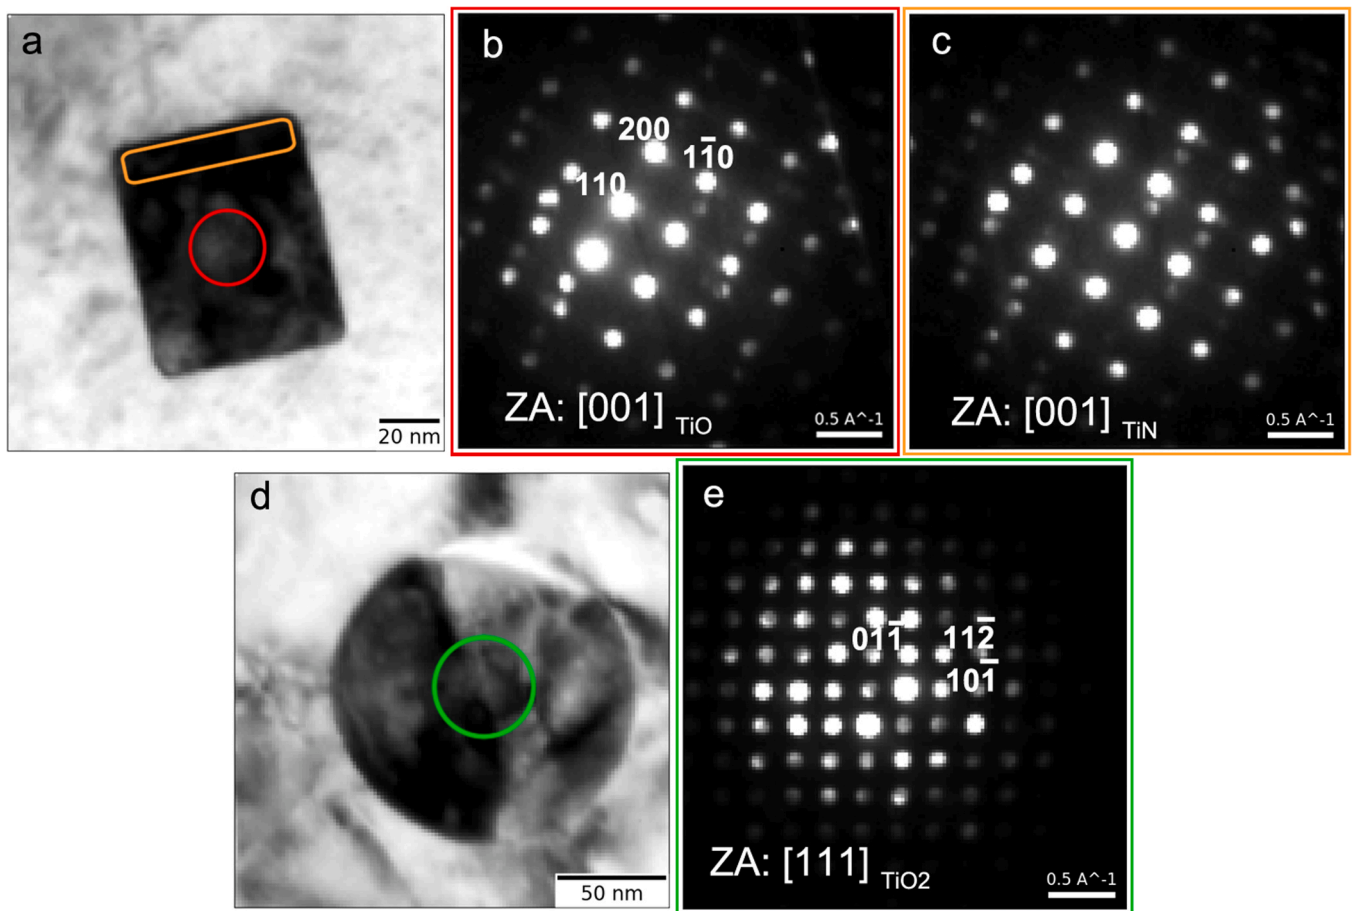 a
20 nm
b
200
11̅0
110
ZA: [001] TiO
0.5 A^-1
c
ZA: [001] TiN
0.5 A^-1
d
50 nm
e
011̅
112̅
101̅
ZA: [111] TiO2
0.5 A^-1